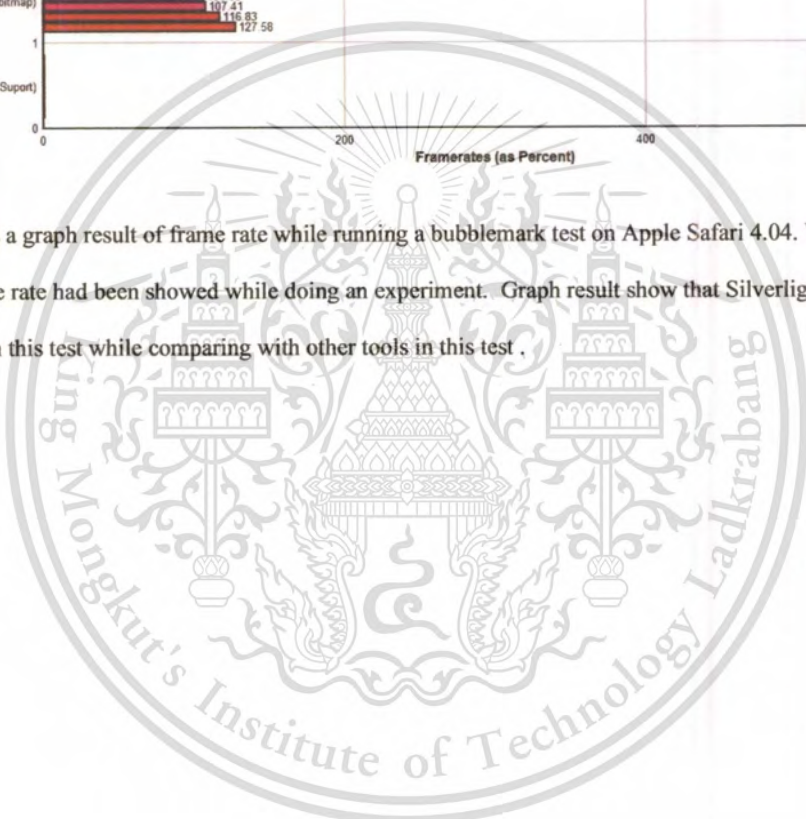 107.41
116.83
127.58
1
Suport)
0
0
200
400
Framerates (as Percent)
a graph result of frame rate while running a bubblemark test on Apple Safari 4.04.
rate had been showed while doing an experiment. Graph result show that Silverlig
this test while comparing with other tools in this test .
King Mongkut's Institute of Technology Ladkrabang